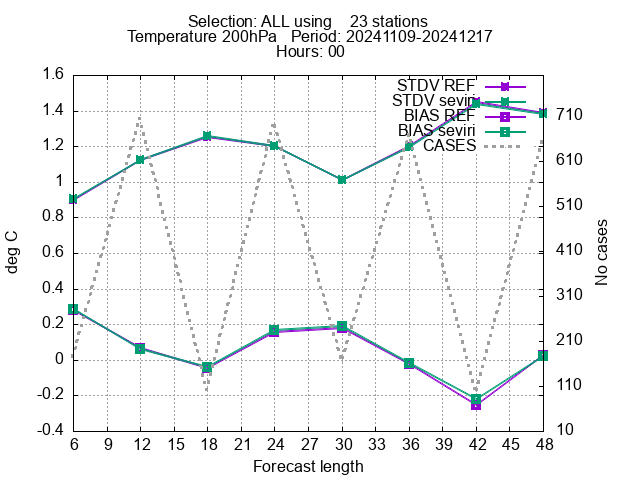 Selection: ALL using    23 stations
Temperature 200hPa   Period: 20241109-20241217
Hours: 00
STDV REF
STDV seviri
BIAS REF
BIAS seviri
CASES
deg C
1.6
1.4
1.2
1
0.8
0.6
0.4
0.2
0
-0.2
-0.4
No cases
710
610
510
410
310
210
110
10
6 9 12 15 18 21 24 27 30 33 36 39 42 45 48
Forecast length